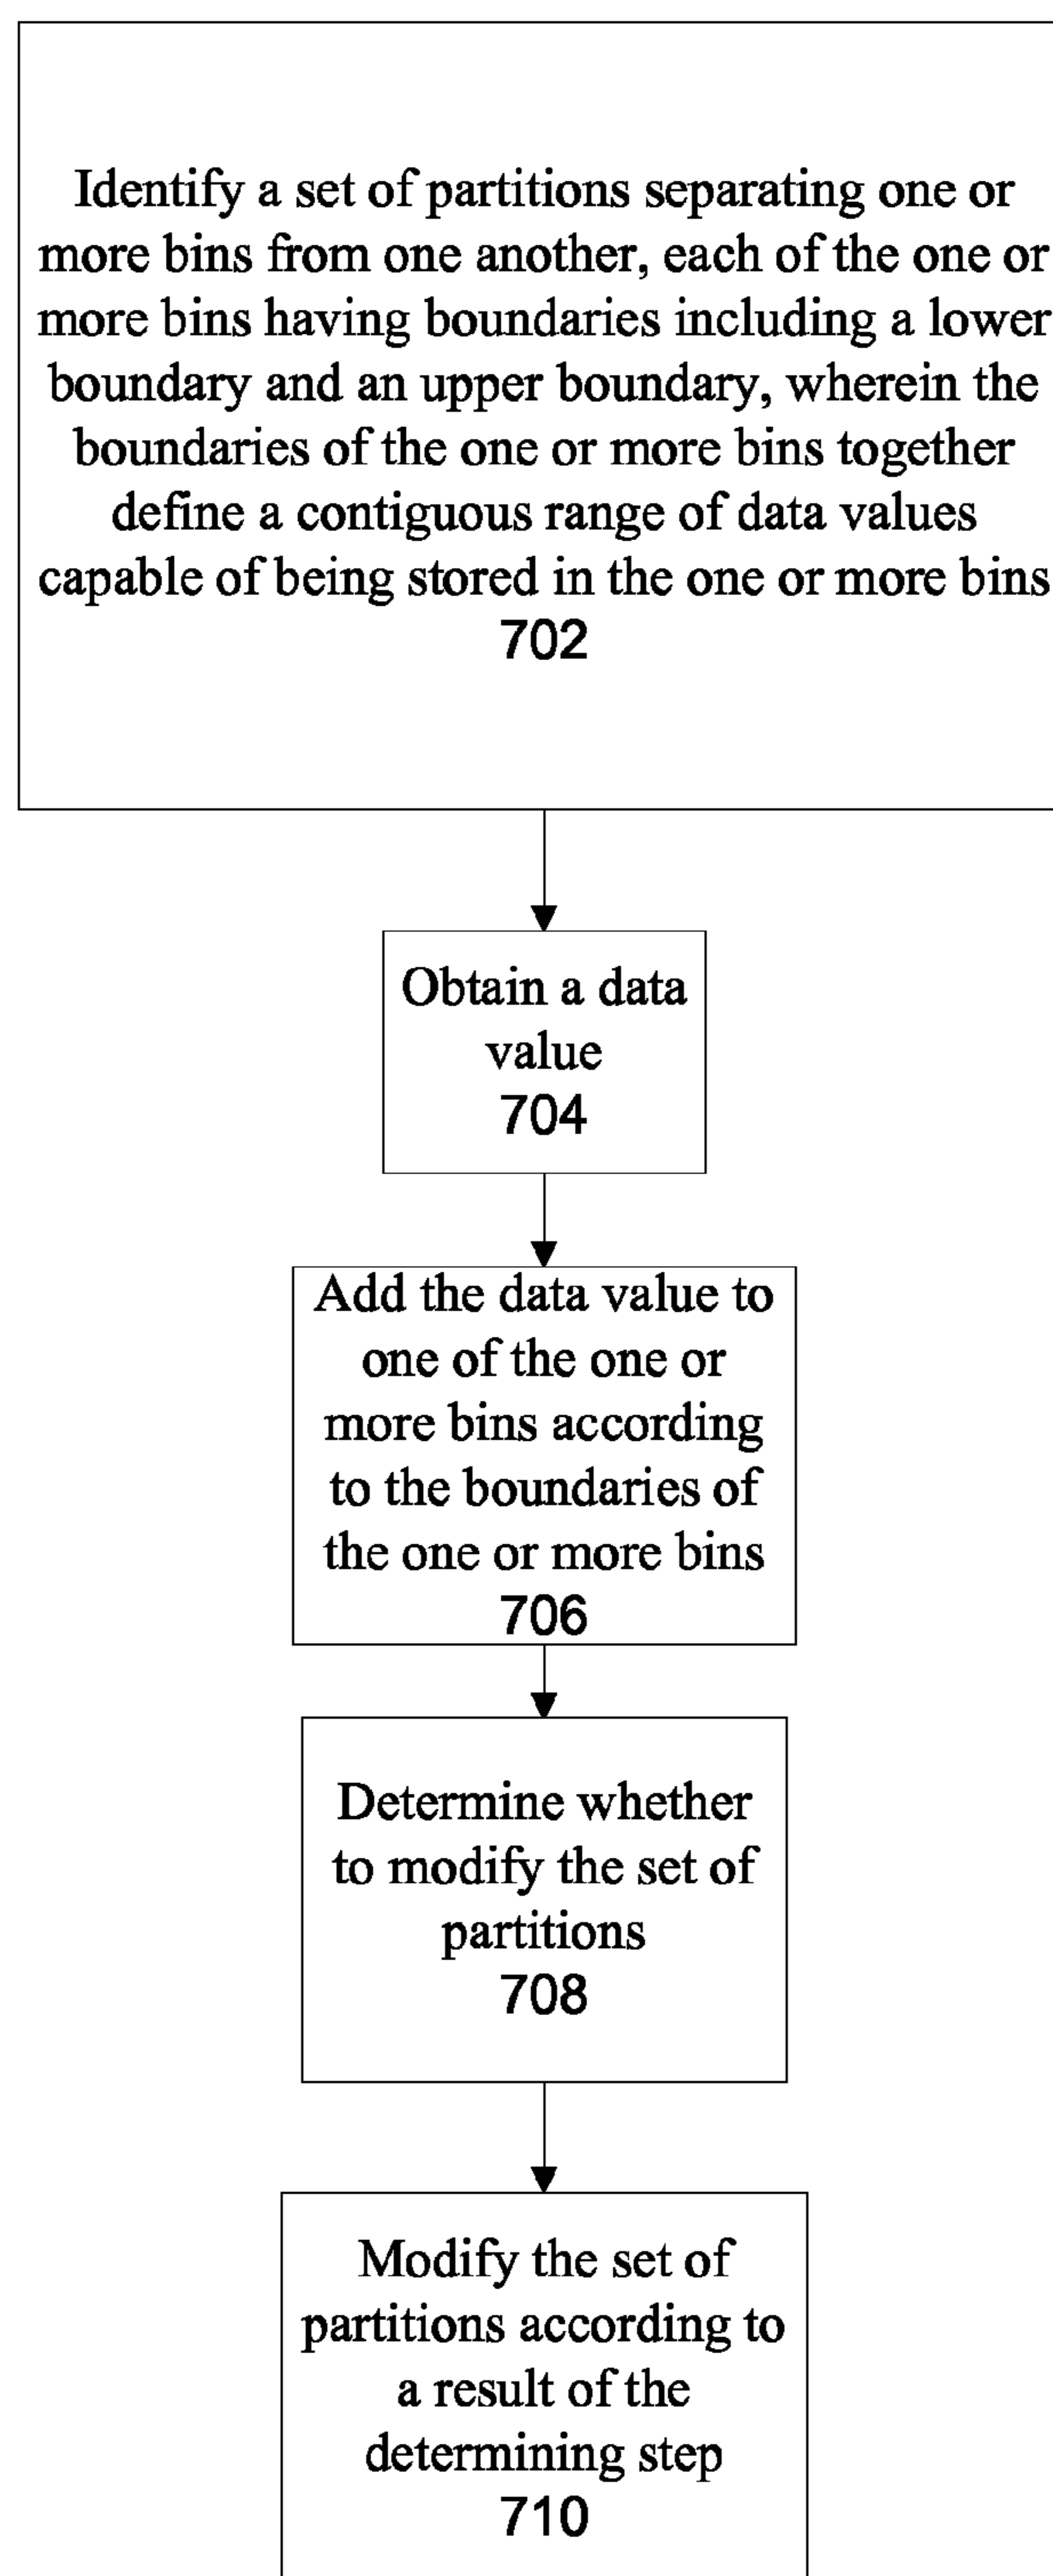 Identify a set of partitions separating one or
more bins from one another, each of the one or
more bins having boundaries including a lower
boundary and an upper boundary, wherein the
boundaries of the one or more bins together
define a contiguous range of data values
capable of being stored in the one or more bins
702
Obtain a data
value
704
Add the data value to
one of the one or
more bins according
to the boundaries of
the one or more bins
706
Determine whether
to modify the set of
partitions
708
Modify the set of
partitions according to
a result of the
determining step
710